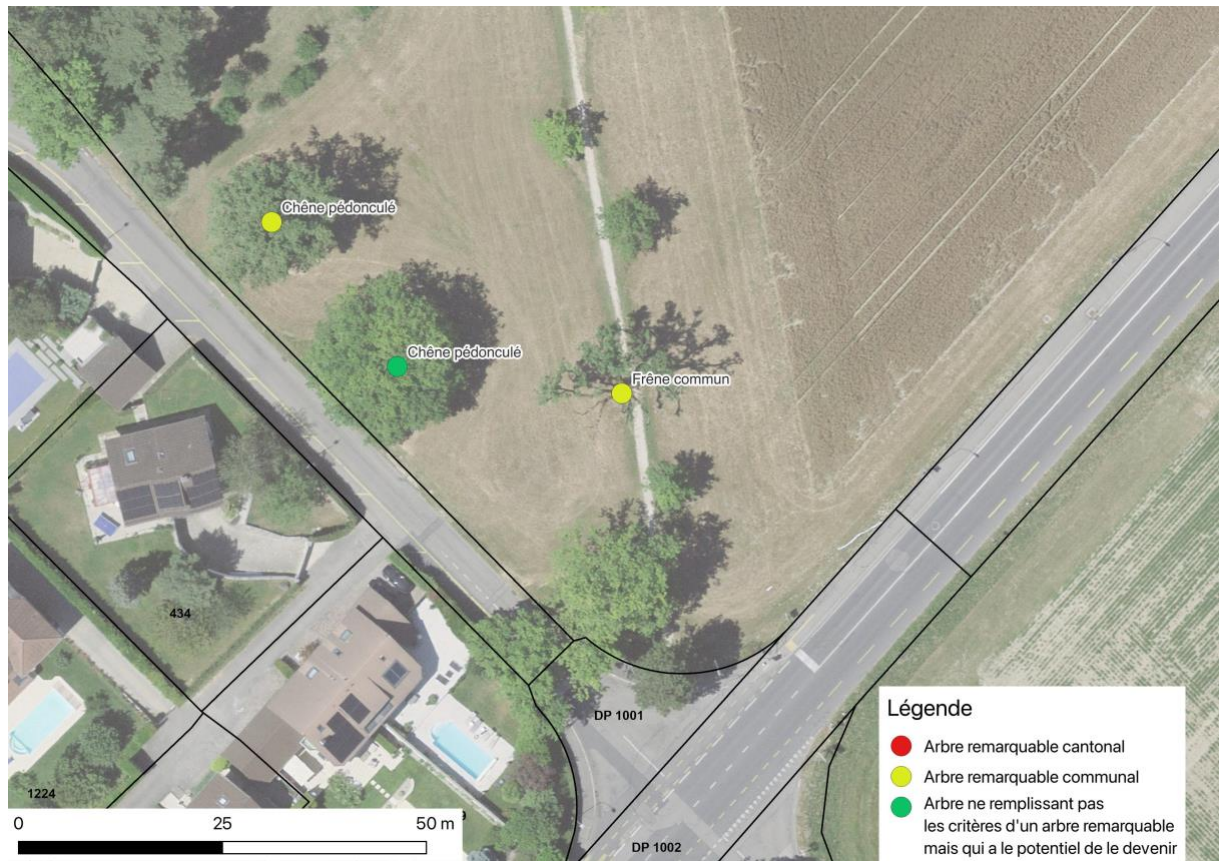 Chêne pédonculé
Chêne pédonculé
Frêne commun
434
DP 1001
1224
9
DP 1002
0 25 50 m
Légende
Arbre remarquable cantonal
Arbre remarquable communal
Arbre ne remplissant pas
les critères d'un arbre remarquable
mais qui a le potentiel de le devenir